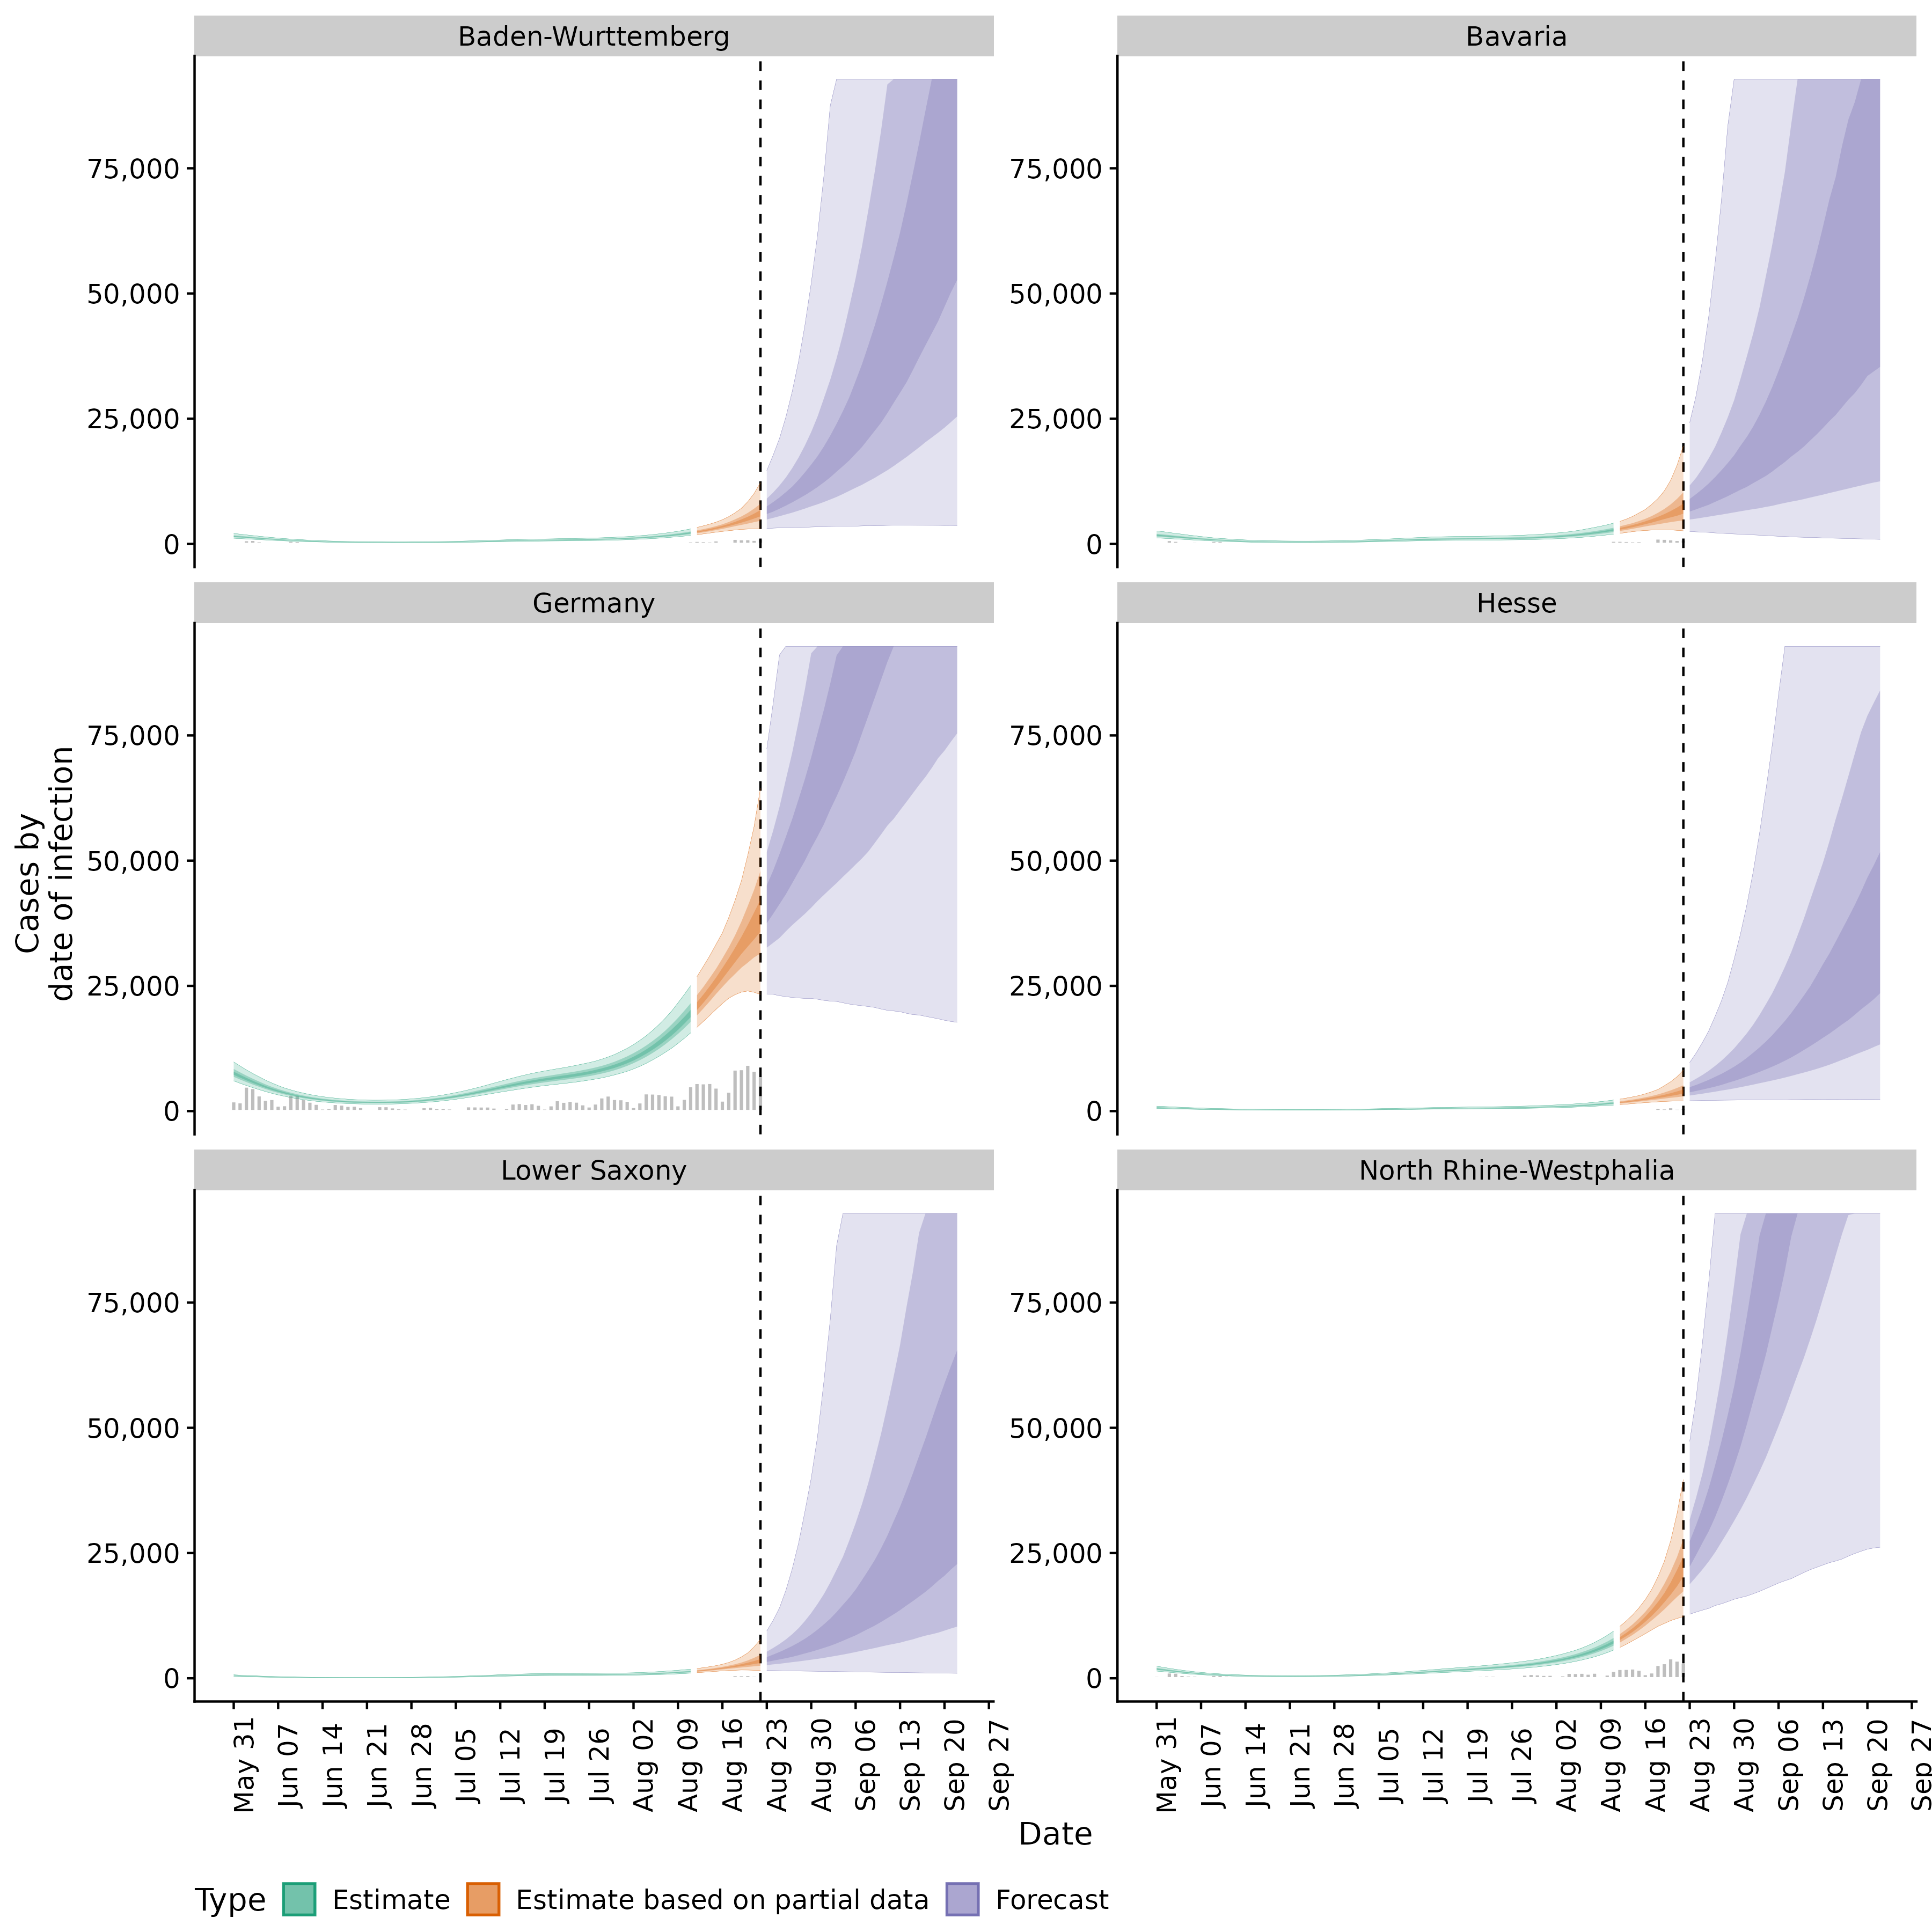 Baden-Wurttemberg
Bavaria
75,000
50,000
25,000
0
75,000
50,000
25,000
0
Germany
Hesse
75,000
50,000
25,000
0
75,000
50,000
25,000
0
Cases by
date of infection
Lower Saxony
North Rhine-Westphalia
75,000
50,000
25,000
0
75,000
50,000
25,000
0
May 31
Jun 07
Jun 14
Jun 21
Jun 28
Jul 05
Jul 12
Jul 19
Jul 26
Aug 02
Aug 09
Aug 16
Aug 23
Aug 30
Sep 06
Sep 13
Sep 20
Sep 27
May 31
Jun 07
Jun 14
Jun 21
Jun 28
Jul 05
Jul 12
Jul 19
Jul 26
Aug 02
Aug 09
Aug 16
Aug 23
Aug 30
Sep 06
Sep 13
Sep 20
Sep 27
Date
Type Estimate Estimate based on partial data Forecast